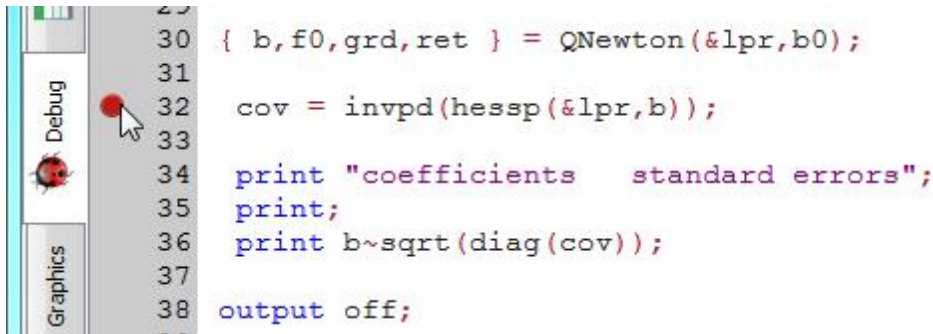 Debug
Graphics
30 { b,f0,grd,ret } = QNewton(&lpr,b0);
31
32 cov = invpd(hessp(&lpr,b));
33
34 print "coefficients   standard errors";
35 print;
36 print b~sqrt(diag(cov));
37
38 output off;